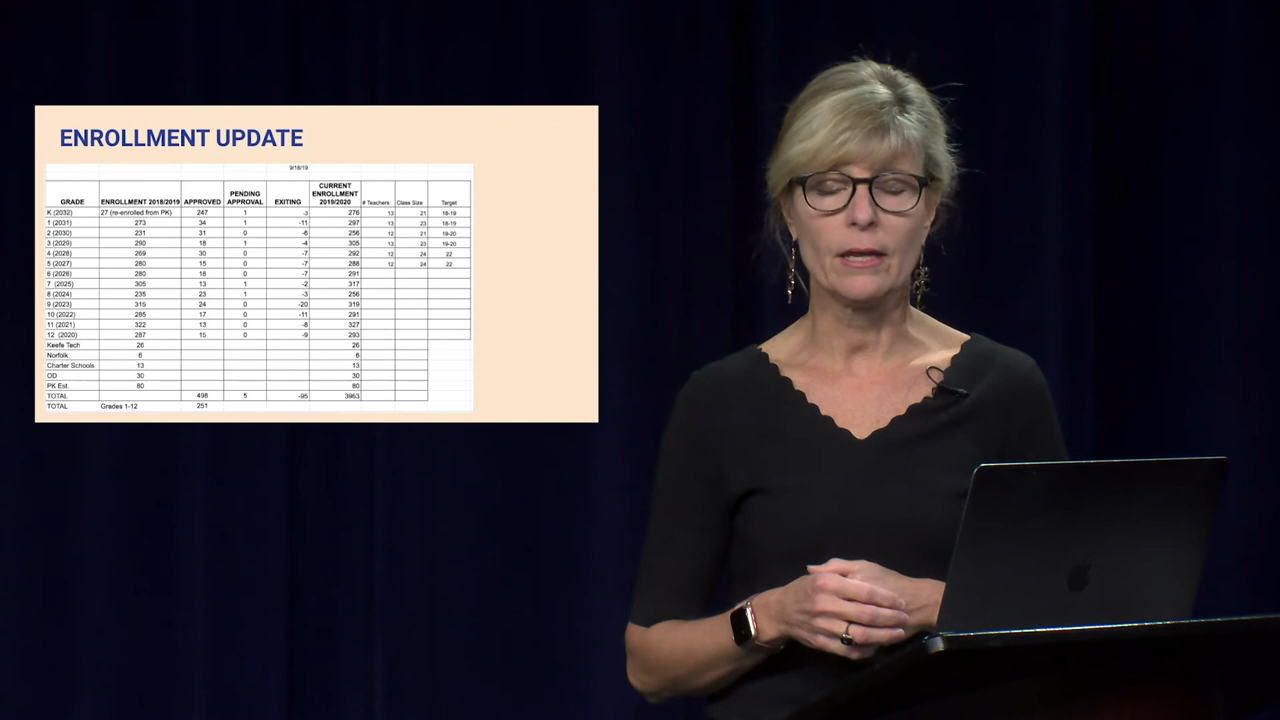 ENROLLMENT UPDATE
9/18/19
GRADE ENROLLMENT 2018/2019 APPROVED PENDING APPROVAL EXITING CURRENT ENROLLMENT 2019/2020 # Teachers Class Size Target
K (2032) 27 (re-enrolled from PK) 247 1 -3 276 13 21 18-19
1 (2031) 273 34 1 -11 297 13 23 18-19
2 (2030) 231 31 0 -6 256 12 21 19-20
3 (2029) 290 18 1 -4 305 13 23 19-20
4 (2028) 269 30 0 -7 292 12 24 22
5 (2027) 280 15 0 -7 288 12 24 22
6 (2026) 280 18 0 -7 291
7 (2025) 305 13 1 -2 317
8 (2024) 235 23 1 -3 256
9 (2023) 315 24 0 -20 319
10 (2022) 285 17 0 -11 291
11 (2021) 322 13 0 -8 327
12 (2020) 287 15 0 -9 293
Keefe Tech 26 26
Norfolk 6 6
Charter Schools 13 13
OD 30 30
PK Est. 80 80
TOTAL 498 5 -95 3963
TOTAL Grades 1-12 251